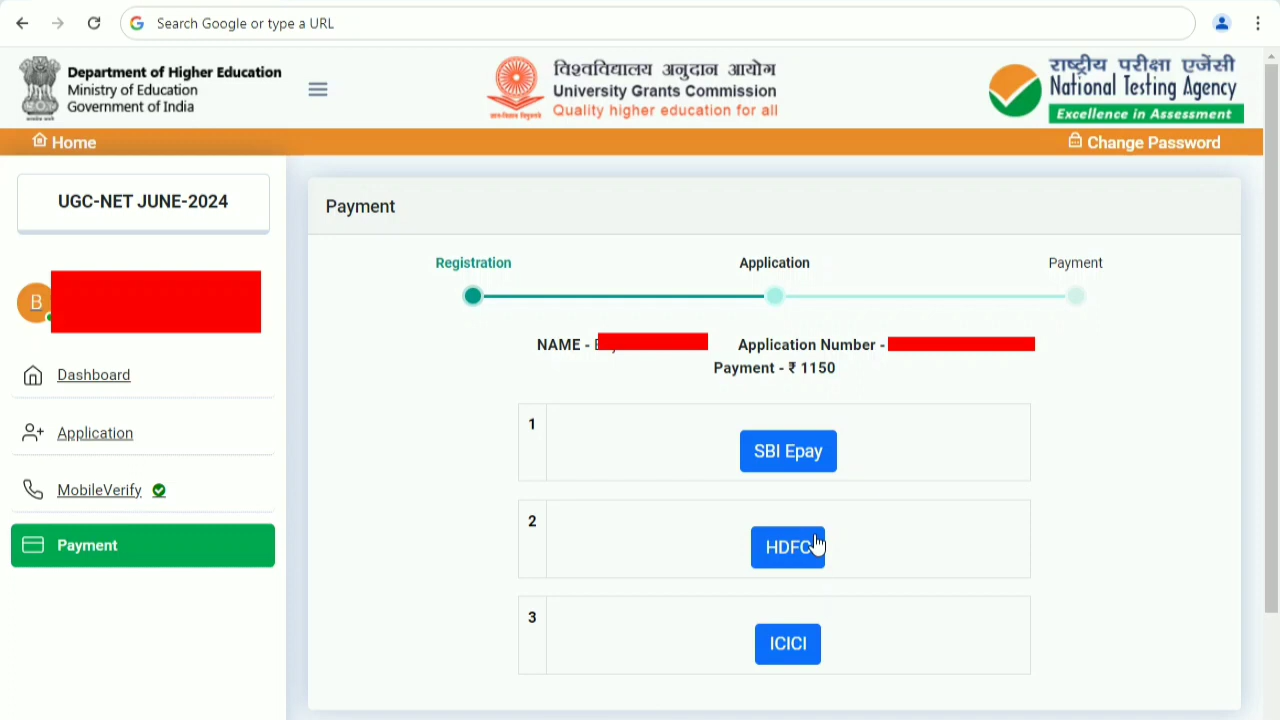 Search Google or type a URL
Department of Higher Education
Ministry of Education
Government of India
विश्वविद्यालय अनुदान आयोग
University Grants Commission
Quality higher education for all
राष्ट्रीय परीक्षा एजेंसी
National Testing Agency
Excellence in Assessment
Home
Change Password
UGC-NET JUNE-2024
B
Dashboard
Application
MobileVerify
Payment
Payment
Registration Application Payment
NAME - Application Number -
Payment - ₹ 1150
1 SBI Epay
2 HDFC
3 ICICI